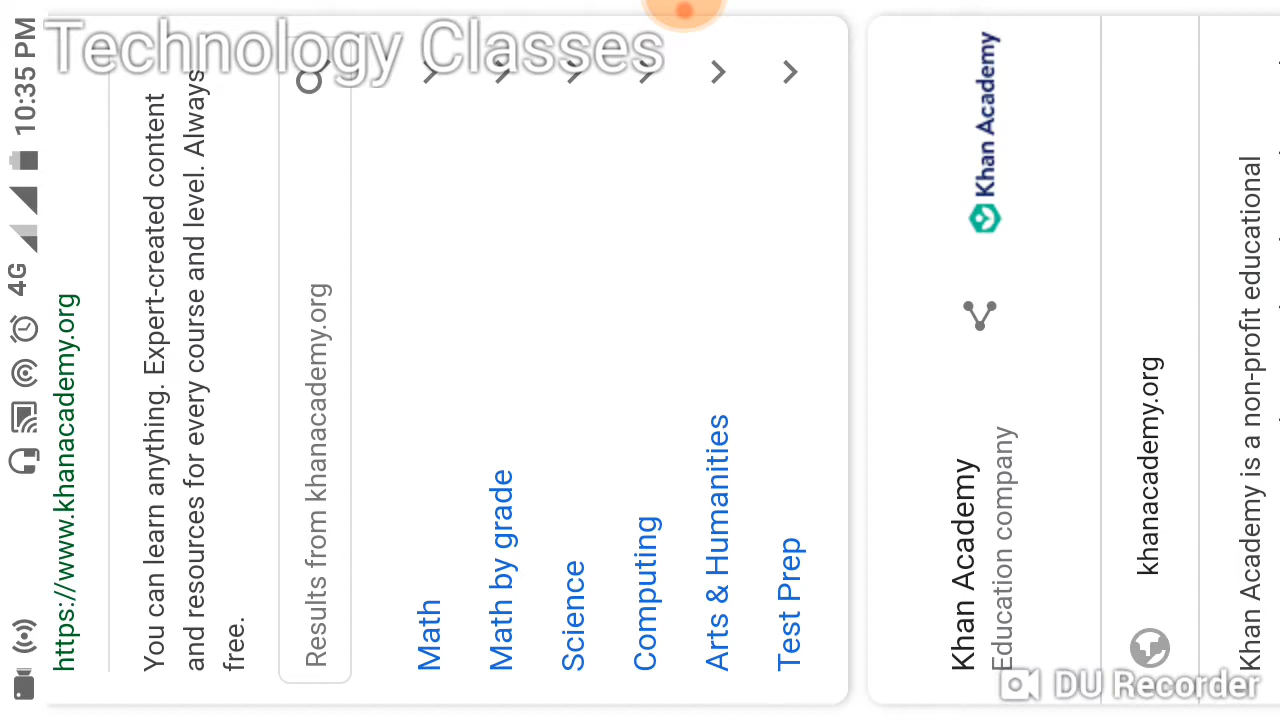 Technology Classes
4G 10:35 PM
https://www.khanacademy.org
You can learn anything. Expert-created content
and resources for every course and level. Always
free.
Results from khanacademy.org
Math
Math by grade
Science
Computing
Arts & Humanities
Test Prep
Khan Academy
Education company
Khan Academy
khanacademy.org
Khan Academy is a non-profit educational
DU Recorder